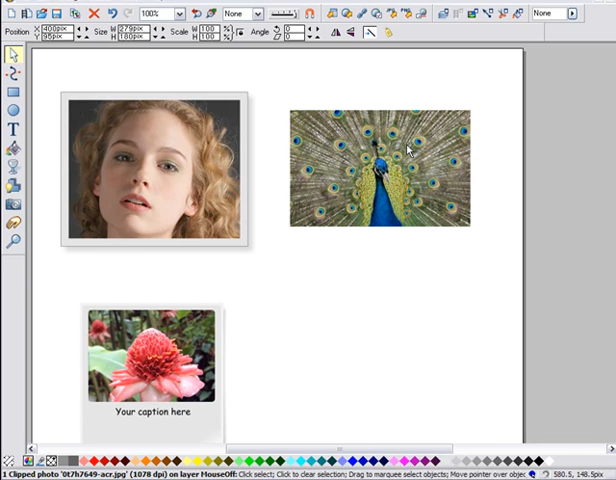 100% None None
Position X 400pix Y 95pix Size W 279pix H 180pix Scale W 100 H 100 % Angle 0 0
T
Your caption here
1 Clipped photo '0t7h7649-acr.jpg' (1078 dpi) on layer MouseOff: Click select; Click to clear selection; Drag to marquee select objects; Move pointer over objec 580.5, 148.5pix